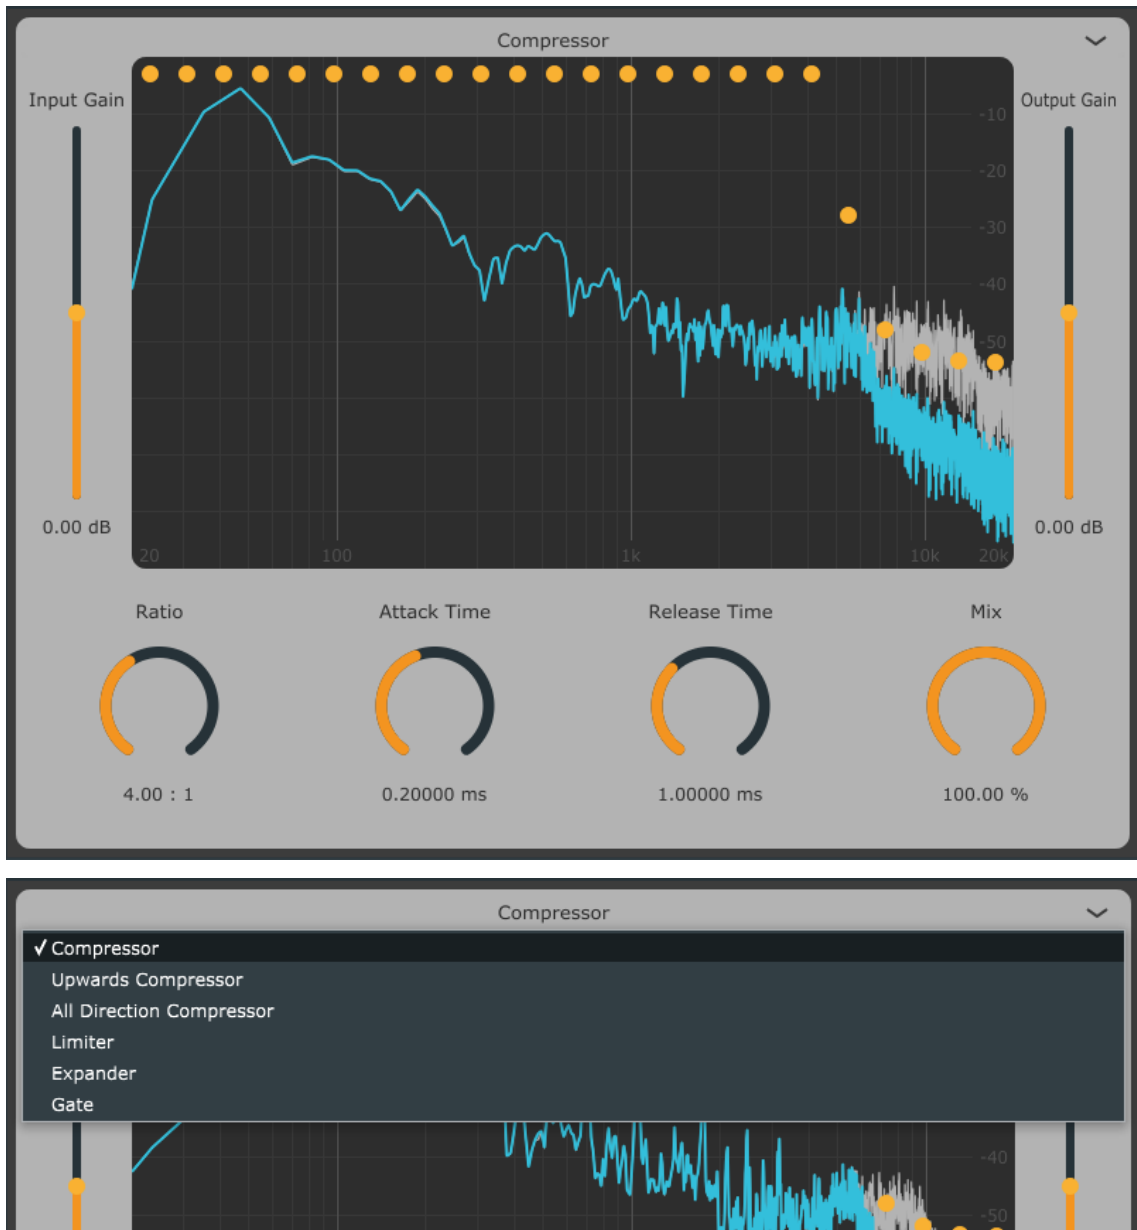 Compressor
Input Gain
Output Gain
-10
-20
-30
-40
-50
0.00 dB
0.00 dB
20 100 1k 10k 20k
Ratio Attack Time Release Time Mix
4.00 : 1 0.20000 ms 1.00000 ms 100.00 %
Compressor
✓ Compressor
Upwards Compressor
All Direction Compressor
Limiter
Expander
Gate
-40
-50